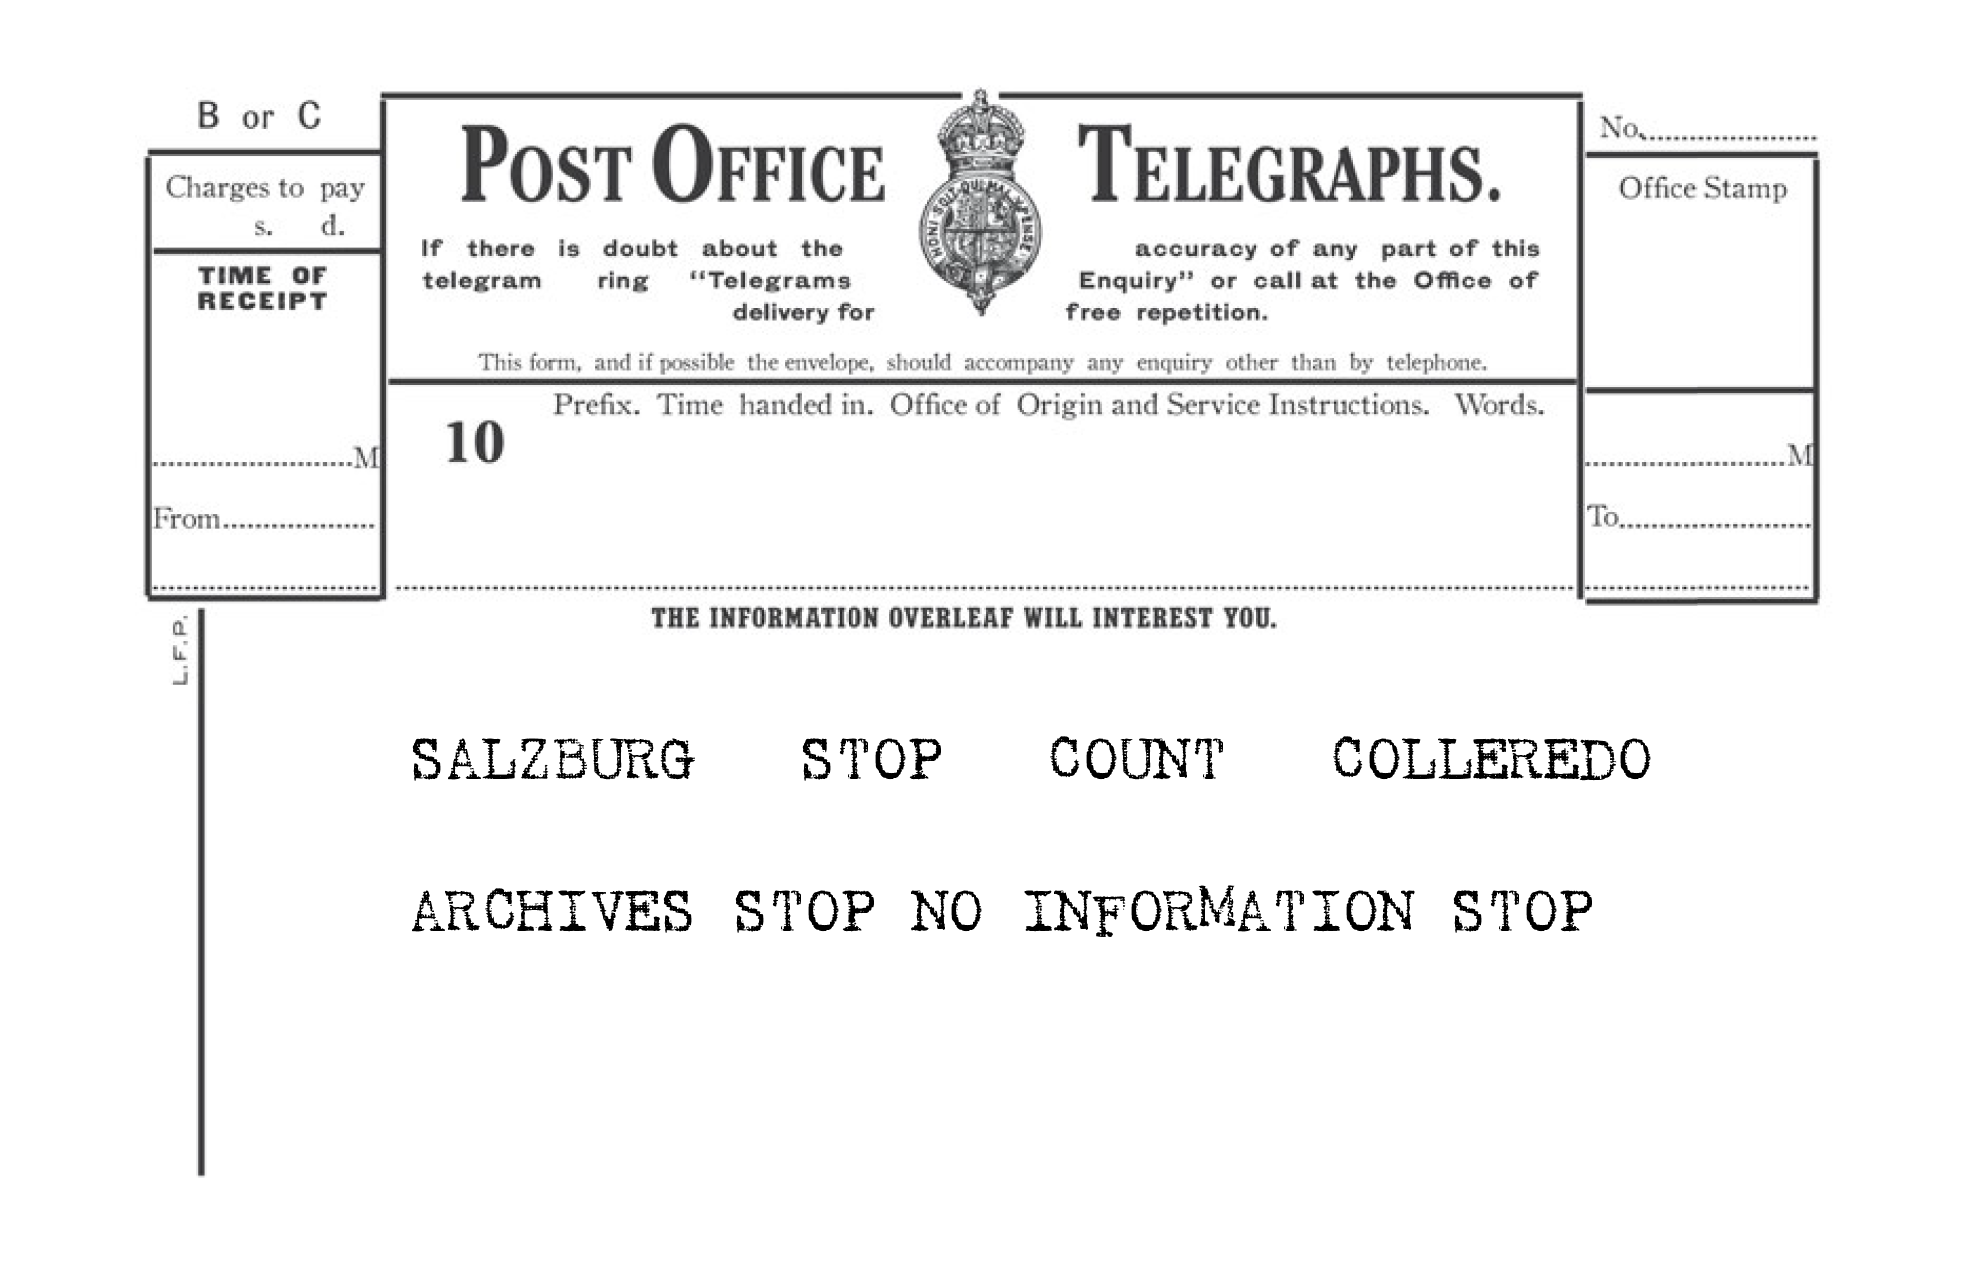 B or C
Charges to pay
s. d.
TIME OF
RECEIPT
M
From
POST OFFICE TELEGRAPHS.
HONI SOIT QUI MAL Y PENSE
If there is doubt about the accuracy of any part of this
telegram ring "Telegrams Enquiry" or call at the Office of
delivery for free repetition.
This form, and if possible the envelope, should accompany any enquiry other than by telephone.
Prefix. Time handed in. Office of Origin and Service Instructions. Words.
10
No.
Office Stamp
M
To
THE INFORMATION OVERLEAF WILL INTEREST YOU.
L.F.P.
SALZBURG STOP COUNT COLLEREDO
ARCHIVES STOP NO INFORMATION STOP